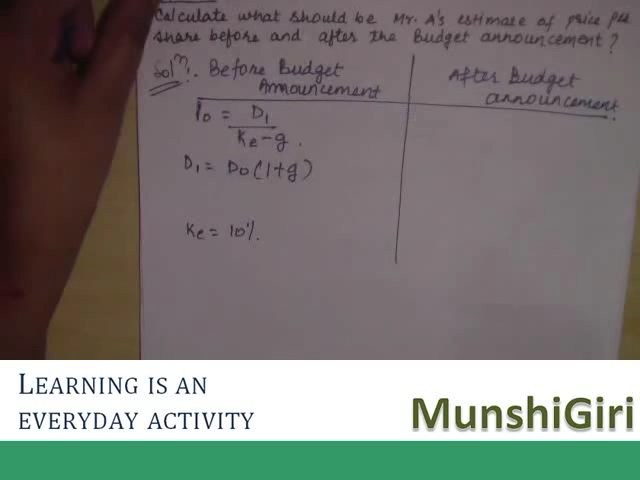 Calculate what should be Mr. A's estimate of price per
share before and after the Budget announcement?
Solⁿ:
Before Budget Announcement
After Budget announcement
P0 = D1 / Ke - g.
D1 = D0 (1+g)
Ke = 10%.
LEARNING IS AN
EVERYDAY ACTIVITY
MunshiGiri